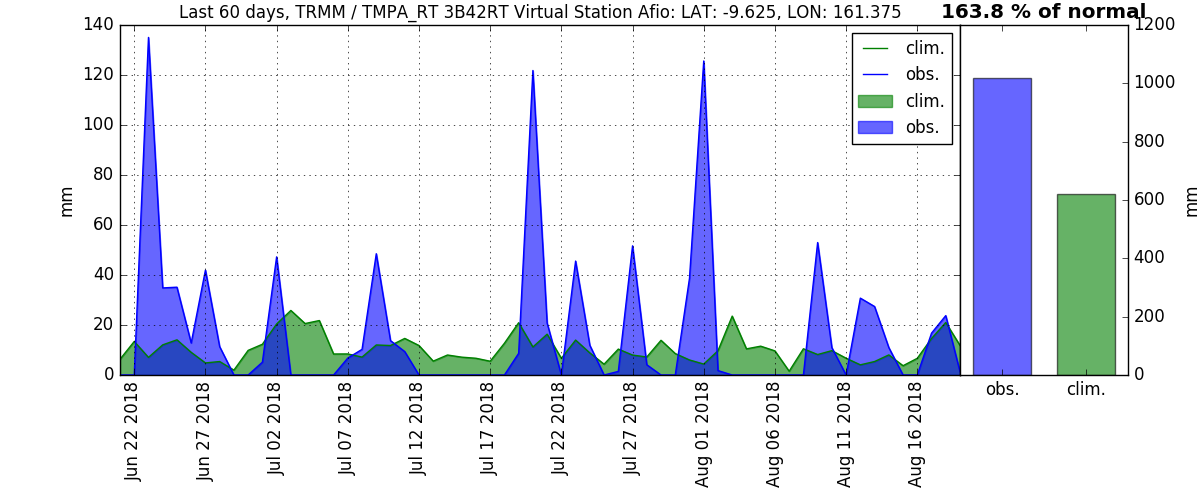 Last 60 days, TRMM / TMPA_RT 3B42RT Virtual Station Afio: LAT: -9.625, LON: 161.375
163.8 % of normal
140
120
100
80
60
40
20
0
mm
clim.
obs.
clim.
obs.
Jun 22 2018
Jun 27 2018
Jul 02 2018
Jul 07 2018
Jul 12 2018
Jul 17 2018
Jul 22 2018
Jul 27 2018
Aug 01 2018
Aug 06 2018
Aug 11 2018
Aug 16 2018
1200
1000
800
600
400
200
0
mm
obs.
clim.